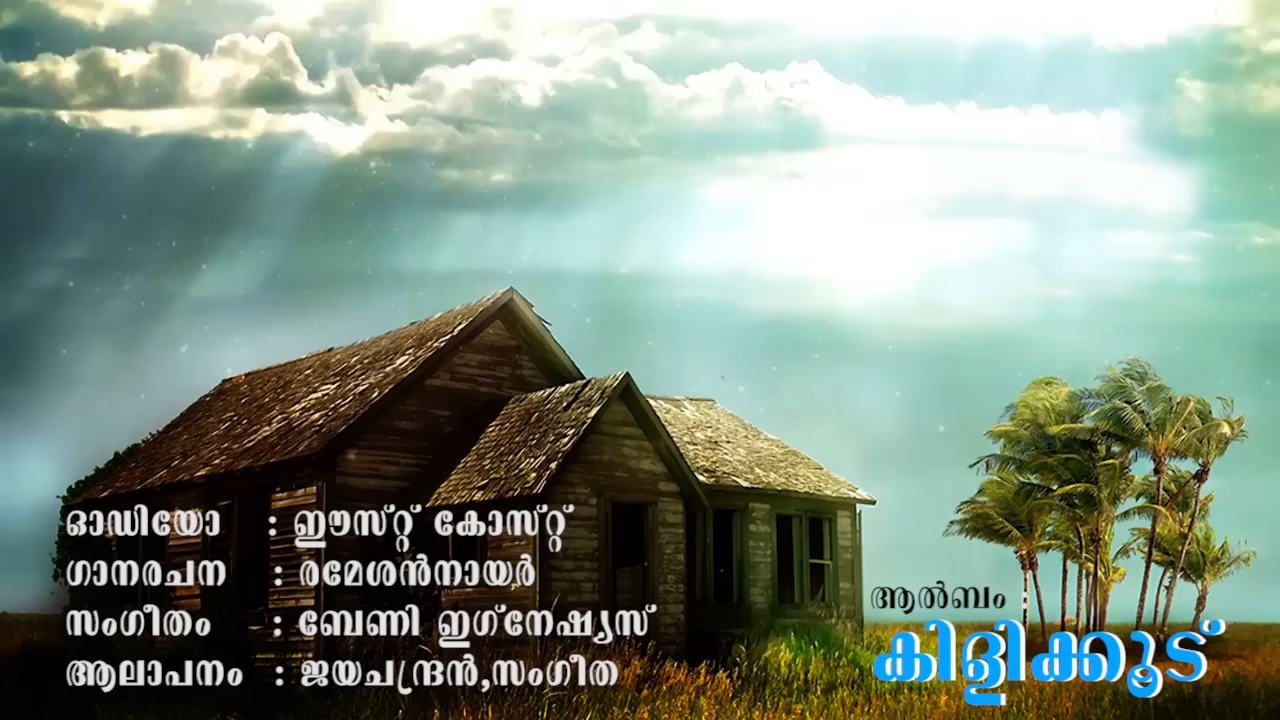 ഓഡിയോ : ഈസ്റ്റ് കോസ്റ്റ്
ഗാനരചന : രമേശൻനായർ
സംഗീതം : ബേണി ഇഗ്‌നേഷ്യസ്
ആലാപനം : ജയചന്ദ്രൻ,സംഗീത
ആൽബം :
കിളിക്കൂട്